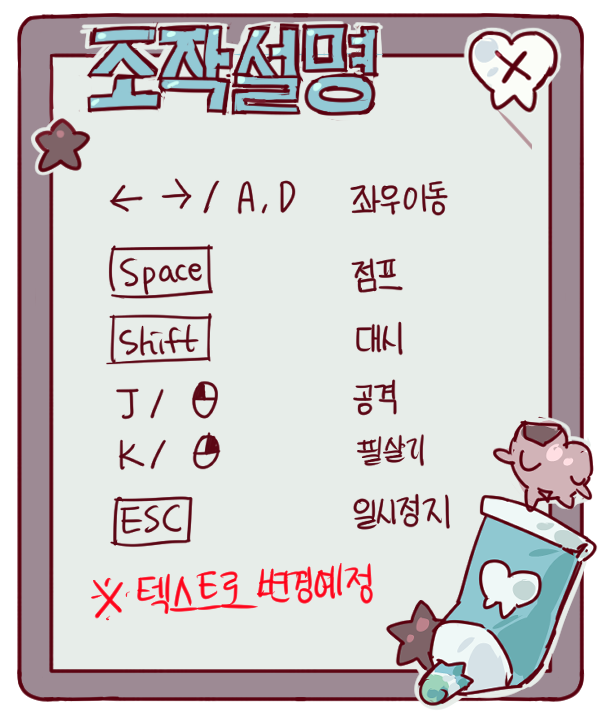 조작설명
← → / A, D 좌우이동
Space 점프
Shift 대시
J / 공격
K / 필살기
ESC 일시정지
※ 텍스트로 변경예정